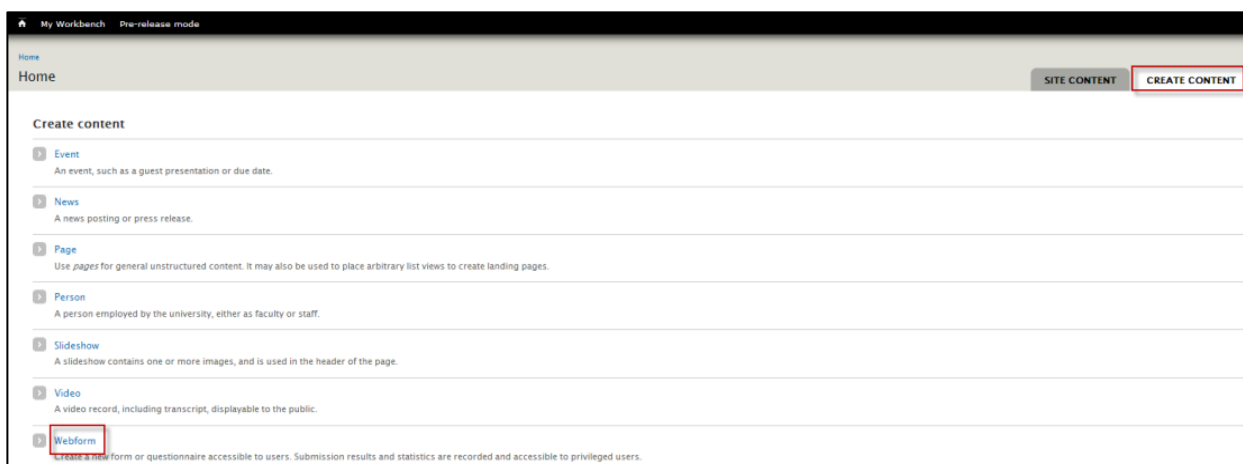 My Workbench Pre-release mode
Home
Home
SITE CONTENT CREATE CONTENT
Create content
Event
An event, such as a guest presentation or due date.
News
A news posting or press release.
Page
Use pages for general unstructured content. It may also be used to place arbitrary list views to create landing pages.
Person
A person employed by the university, either as faculty or staff.
Slideshow
A slideshow contains one or more images, and is used in the header of the page.
Video
A video record, including transcript, displayable to the public.
Webform
Create a new form or questionnaire accessible to users. Submission results and statistics are recorded and accessible to privileged users.